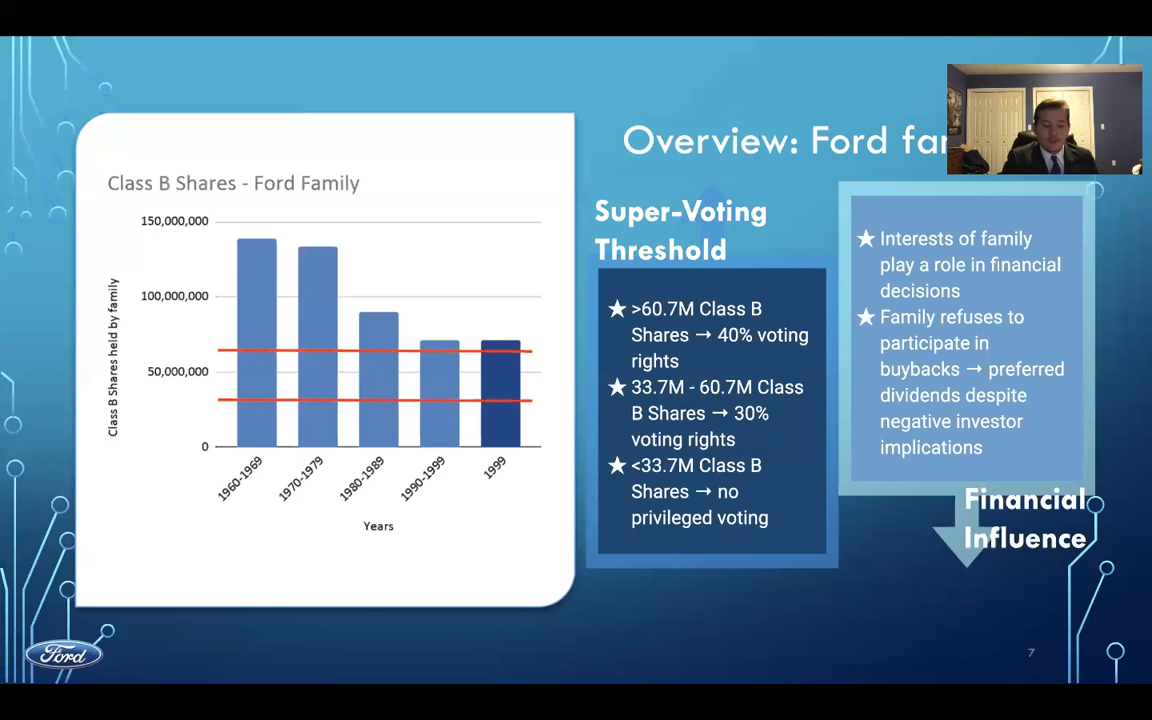 Overview: Ford fa
Class B Shares - Ford Family
150,000,000
100,000,000
50,000,000
0
Class B Shares held by family
1960-1969
1970-1979
1980-1989
1990-1999
1999
Years
Super-Voting
Threshold
★ >60.7M Class B
Shares → 40% voting
rights
★ 33.7M - 60.7M Class
B Shares → 30%
voting rights
★ <33.7M Class B
Shares → no
privileged voting
★ Interests of family
play a role in financial
decisions
★ Family refuses to
participate in
buybacks → preferred
dividends despite
negative investor
implications
Financial
Influence
Ford
7